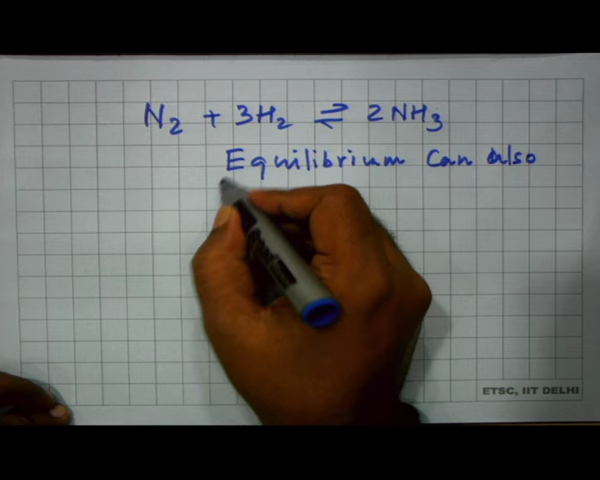 N₂ + 3H₂ ⇌ 2NH₃
Equilibrium Can also
ETSC, IIT DELHI